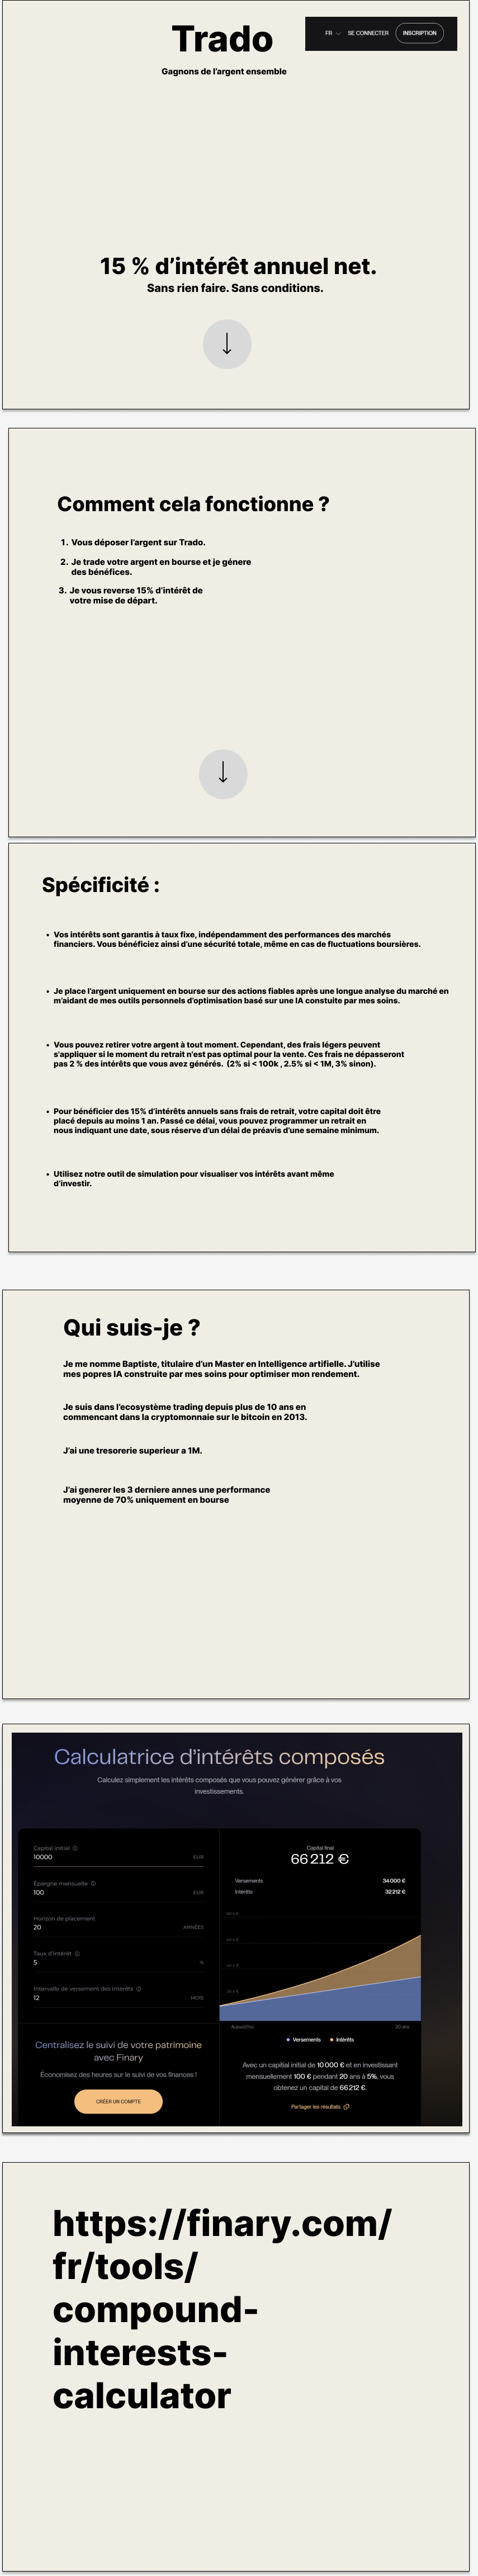 Trado
FR SE CONNECTER INSCRIPTION
Gagnons de l'argent ensemble
15 % d'intérêt annuel net.
Sans rien faire. Sans conditions.
Comment cela fonctionne ?
1. Vous déposer l'argent sur Trado.
2. Je trade votre argent en bourse et je génere
des bénéfices.
3. Je vous reverse 15% d'intérêt de
votre mise de départ.
Spécificité :
• Vos intérêts sont garantis à taux fixe, indépendamment des performances des marchés
financiers. Vous bénéficiez ainsi d'une sécurité totale, même en cas de fluctuations boursières.
• Je place l'argent uniquement en bourse sur des actions fiables après une longue analyse du marché en
m'aidant de mes outils personnels d'optimisation basé sur une IA constuite par mes soins.
• Vous pouvez retirer votre argent à tout moment. Cependant, des frais légers peuvent
s'appliquer si le moment du retrait n'est pas optimal pour la vente. Ces frais ne dépasseront
pas 2 % des intérêts que vous avez générés. (2% si < 100k , 2.5% si < 1M, 3% sinon).
• Pour bénéficier des 15% d'intérêts annuels sans frais de retrait, votre capital doit être
placé depuis au moins 1 an. Passé ce délai, vous pouvez programmer un retrait en
nous indiquant une date, sous réserve d'un délai de préavis d'une semaine minimum.
• Utilisez notre outil de simulation pour visualiser vos intérêts avant même
d'investir.
Qui suis-je ?
Je me nomme Baptiste, titulaire d'un Master en Intelligence artifielle. J'utilise
mes popres IA construite par mes soins pour optimiser mon rendement.
Je suis dans l'ecosystème trading depuis plus de 10 ans en
commencant dans la cryptomonnaie sur le bitcoin en 2013.
J'ai une tresorerie superieur a 1M.
J'ai generer les 3 derniere annes une performance
moyenne de 70% uniquement en bourse
Calculatrice d'intérêts composés
Calculez simplement les intérêts composés que vous pouvez générer grâce à vos
investissements.
Capital initial
10000 EUR
Épargne mensuelle
100 EUR
Horizon de placement
20 ANNÉES
Taux d'intérêt
5 %
Intervalle de versement des intérêts
12 MOIS
Centralisez le suivi de votre patrimoine
avec Finary
Économisez des heures sur le suivi de vos finances !
CRÉER UN COMPTE
Capital final
66 212 €
Versements 34 000 €
Intérêts 32 212 €
80 k €
60 k €
40 k €
20 k €
Aujourd'hui 20 ans
Versements Intérêts
Avec un capitial initial de 10 000 € et en investissant
mensuellement 100 € pendant 20 ans à 5%, vous
obtenez un capital de 66 212 €.
Partager les résultats
https://finary.com/
fr/tools/
compound-
interests-
calculator